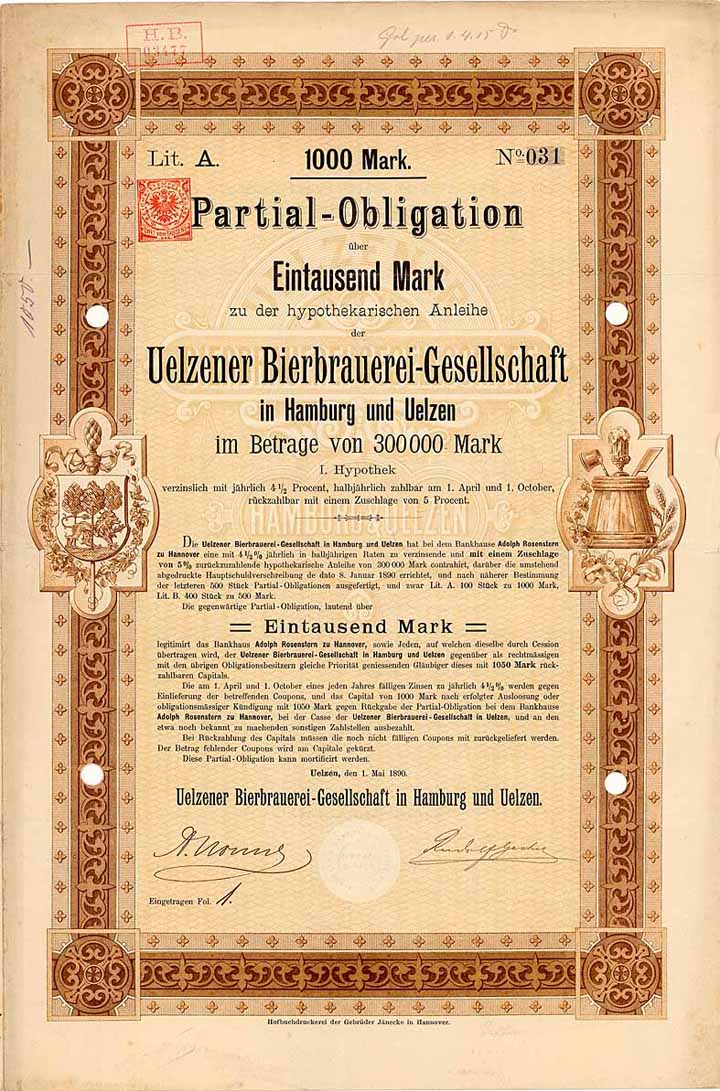 H.B.
03477
Lit. A.
1000 Mark.
No. 031
Partial-Obligation
über
Eintausend Mark
zu der hypothekarischen Anleihe
der
Uelzener Bierbrauerei-Gesellschaft
in Hamburg und Uelzen
im Betrage von 300000 Mark
I. Hypothek
verzinslich mit jährlich 4½ Procent, halbjährlich zahlbar am 1. April und 1. October,
rückzahlbar mit einem Zuschlage von 5 Procent.
Die Uelzener Bierbrauerei-Gesellschaft in Hamburg und Uelzen hat bei dem Bankhause Adolph Rosenstern
zu Hannover eine mit 4½% jährlich in halbjährigen Raten zu verzinsende und mit einem Zuschlage
von 5% zurückzuzahlende hypothekarische Anleihe von 300000 Mark contrahirt, darüber die umstehend
abgedruckte Hauptschuldverschreibung de dato 8. Januar 1890 errichtet, und nach näherer Bestimmung
der letzteren 500 Stück Partial-Obligationen ausgefertigt, und zwar Lit. A. 100 Stück zu 1000 Mark,
Lit. B. 400 Stück zu 500 Mark.
Die gegenwärtige Partial-Obligation, lautend über
= Eintausend Mark =
legitimirt das Bankhaus Adolph Rosenstern zu Hannover, sowie Jeden, auf welchen dieselbe durch Cession
übertragen wird, der Uelzener Bierbrauerei-Gesellschaft in Hamburg und Uelzen gegenüber als rechtmässigen
mit den übrigen Obligationsbesitzern gleiche Priorität geniessenden Gläubiger dieses mit 1050 Mark rück-
zahlbaren Capitals.
Die am 1. April und 1. October eines jeden Jahres fälligen Zinsen zu jährlich 4½% werden gegen
Einlieferung der betreffenden Coupons, und das Capital von 1000 Mark nach erfolgter Ausloosung oder
obligationsmässiger Kündigung mit 1050 Mark gegen Rückgabe der Partial-Obligation bei dem Bankhause
Adolph Rosenstern zu Hannover, bei der Casse der Uelzener Bierbrauerei-Gesellschaft in Uelzen, und an den
etwa noch bekannt zu machenden sonstigen Zahlstellen ausbezahlt.
Bei Rückzahlung des Capitals müssen die noch nicht fälligen Coupons mit zurückgeliefert werden.
Der Betrag fehlender Coupons wird am Capitale gekürzt.
Diese Partial-Obligation kann mortificirt werden.
Uelzen, den 1. Mai 1890.
Uelzener Bierbrauerei-Gesellschaft in Hamburg und Uelzen.
Eingetragen Fol. 1.
Hofbuchdruckerei der Gebrüder Jänecke in Hannover.
1050.—